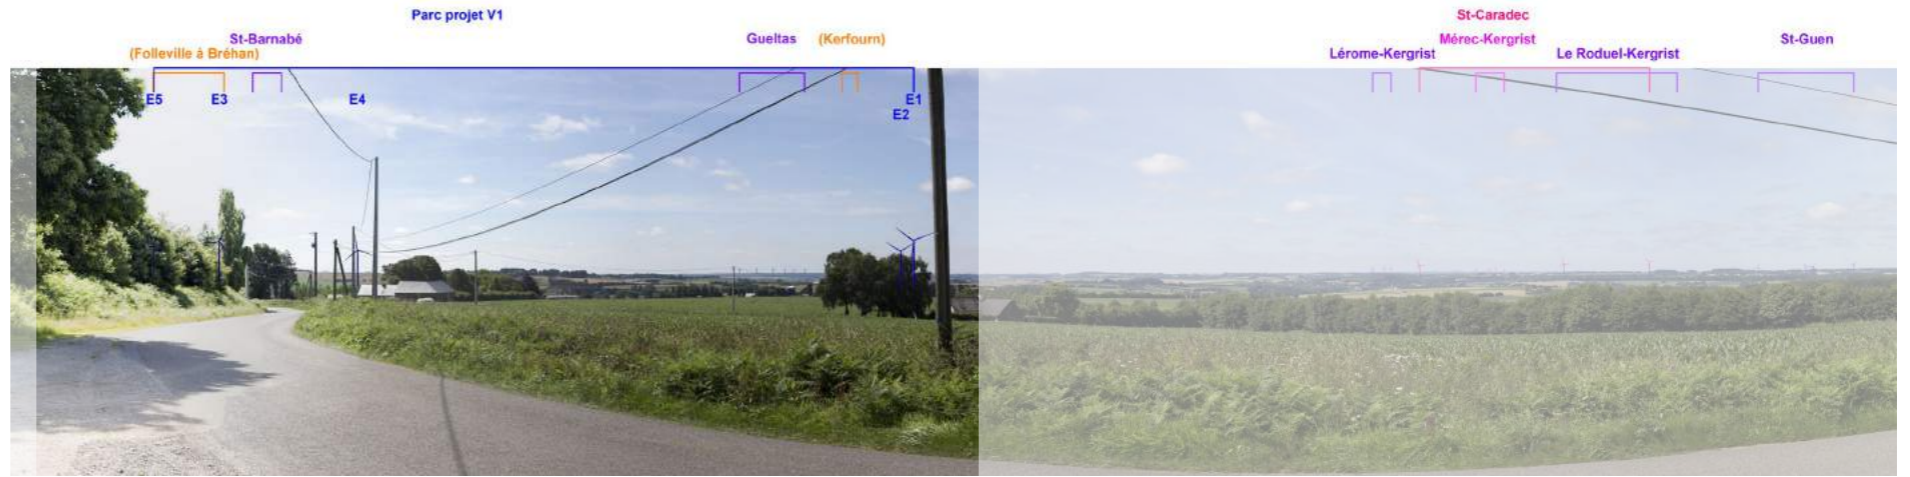 Parc projet V1
St-Caradec
St-Barnabé
Gueltas
(Kerfourn)
Mérec-Kergrist
St-Guen
(Folleville à Bréhan)
Lérome-Kergrist
Le Roduel-Kergrist
E5
E3
E4
E1
E2